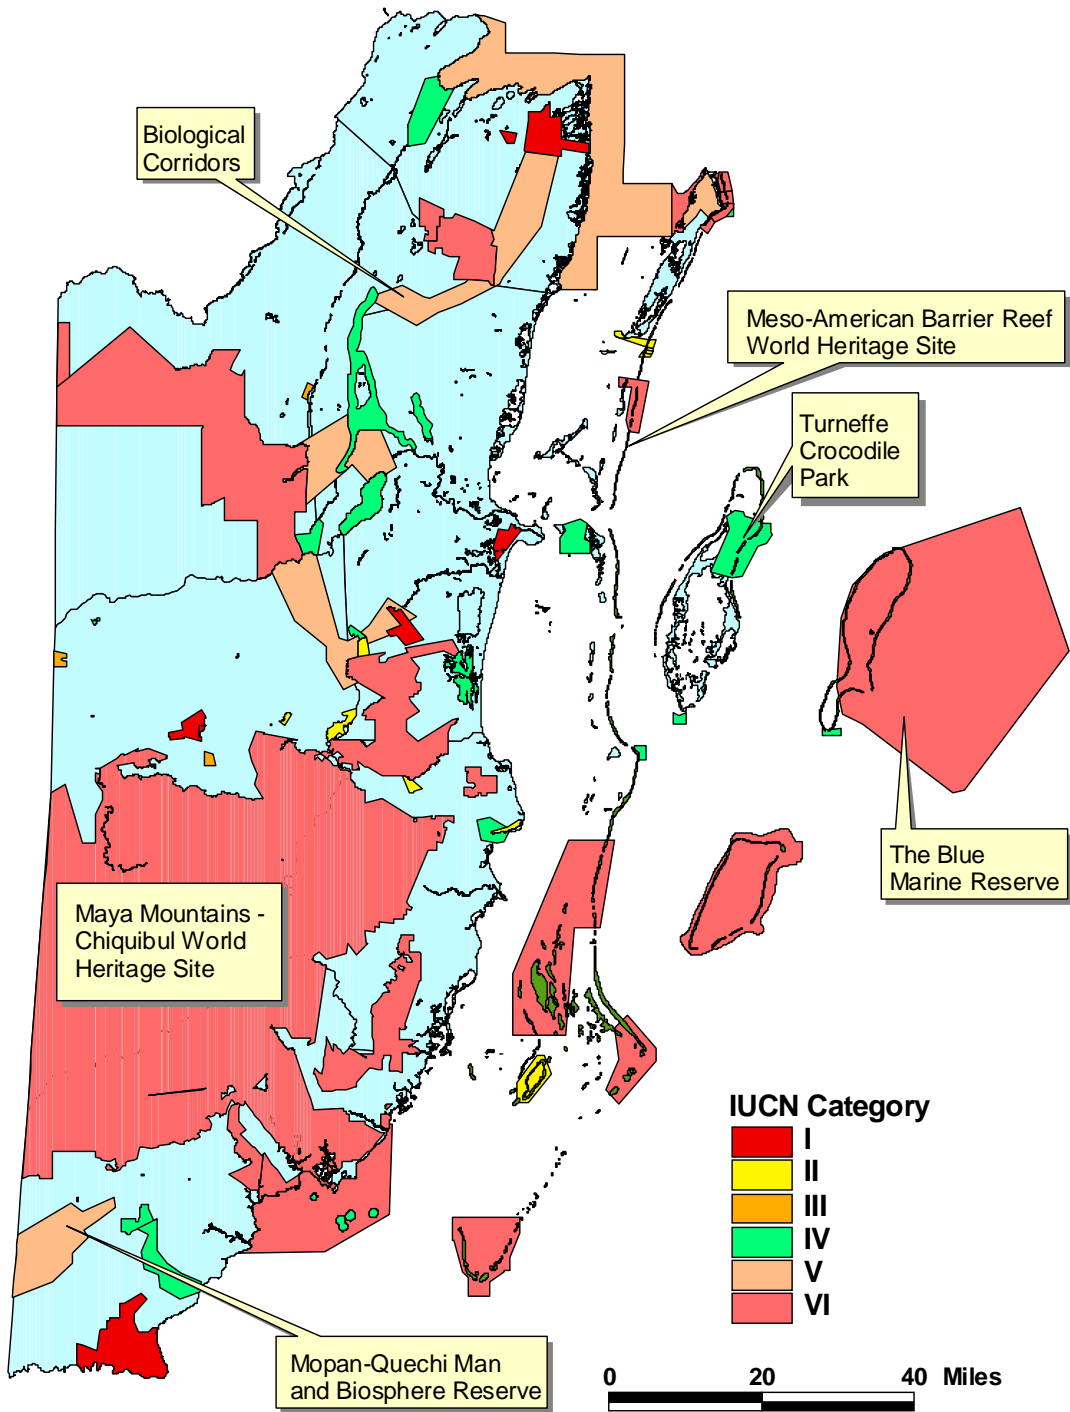 Biological
Corridors
Meso-American Barrier Reef
World Heritage Site
Turneffe
Crocodile
Park
The Blue
Marine Reserve
Maya Mountains -
Chiquibul World
Heritage Site
Mopan-Quechi Man
and Biosphere Reserve
IUCN Category
I
II
III
IV
V
VI
0 20 40 Miles